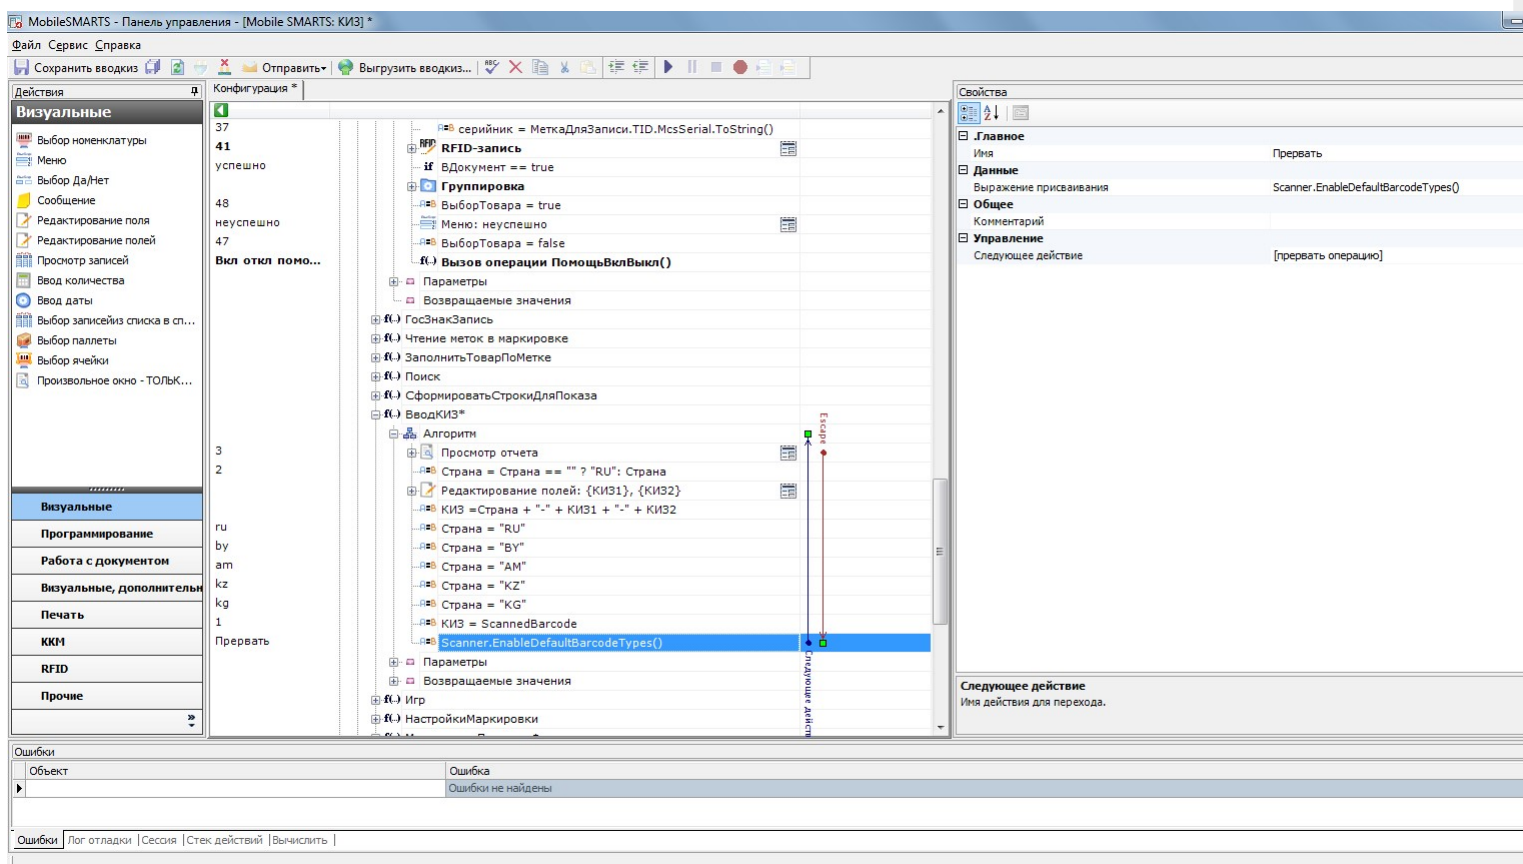 MobileSMARTS - Панель управления - [Mobile SMARTS: КИЗ] *
Файл Сервис Справка
Сохранить вводкиз Отправить Выгрузить вводкиз...
Действия
Визуальные
Выбор номенклатуры
Меню
Выбор Да/Нет
Сообщение
Редактирование поля
Редактирование полей
Просмотр записей
Ввод количества
Ввод даты
Выбор записейиз списка в сп...
Выбор паллеты
Выбор ячейки
Произвольное окно - ТОЛЬК...
Визуальные
Программирование
Работа с документом
Визуальные, дополнительн
Печать
ККМ
RFID
Прочие
Конфигурация *
37 серийник = МеткаДляЗаписи.TID.McsSerial.ToString()
41 RFID-запись
успешно if ВДокумент == true
Группировка
48 ВыборТовара = true
неуспешно Меню: неуспешно
47 ВыборТовара = false
Вкл откл помо... f(..) Вызов операции ПомощьВклВыкл()
Параметры
Возвращаемые значения
f(..) ГосЗнакЗапись
f(..) Чтение меток в маркировке
f(..) ЗаполнитьТоварПоМетке
f(..) Поиск
f(..) СформироватьСтрокиДляПоказа
f(..) ВводКИЗ*
Алгоритм
3 Просмотр отчета
2 Страна = Страна == "" ? "RU": Страна
Редактирование полей: {КИЗ1}, {КИЗ2}
КИЗ =Страна + "-" + КИЗ1 + "-" + КИЗ2
ru Страна = "RU"
by Страна = "BY"
am Страна = "AM"
kz Страна = "KZ"
kg Страна = "KG"
1 КИЗ = ScannedBarcode
Прервать Scanner.EnableDefaultBarcodeTypes()
Параметры
Возвращаемые значения
f(..) Игр
f(..) НастройкиМаркировки
Escape
Следующее действ
Свойства
.Главное
Имя Прервать
Данные
Выражение присваивания Scanner.EnableDefaultBarcodeTypes()
Общее
Комментарий
Управление
Следующее действие [прервать операцию]
Следующее действие
Имя действия для перехода.
Ошибки
Объект Ошибка
Ошибки не найдены
Ошибки Лог отладки Сессия Стек действий Вычислить